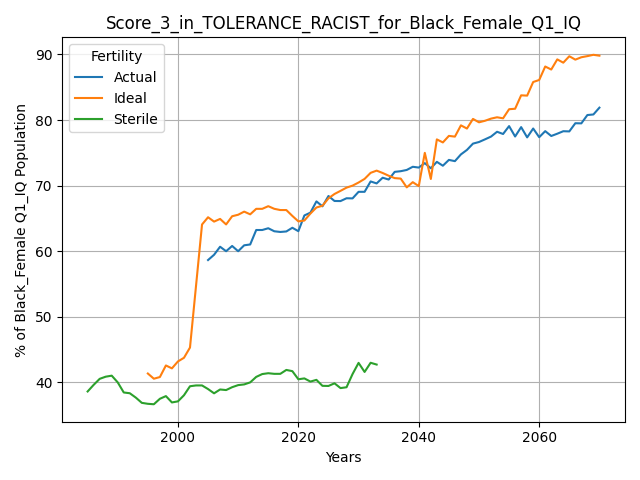 Score_3_in_TOLERANCE_RACIST_for_Black_Female_Q1_IQ
Fertility
Actual
Ideal
Sterile
% of Black_Female Q1_IQ Population
90
80
70
60
50
40
2000
2020
2040
2060
Years